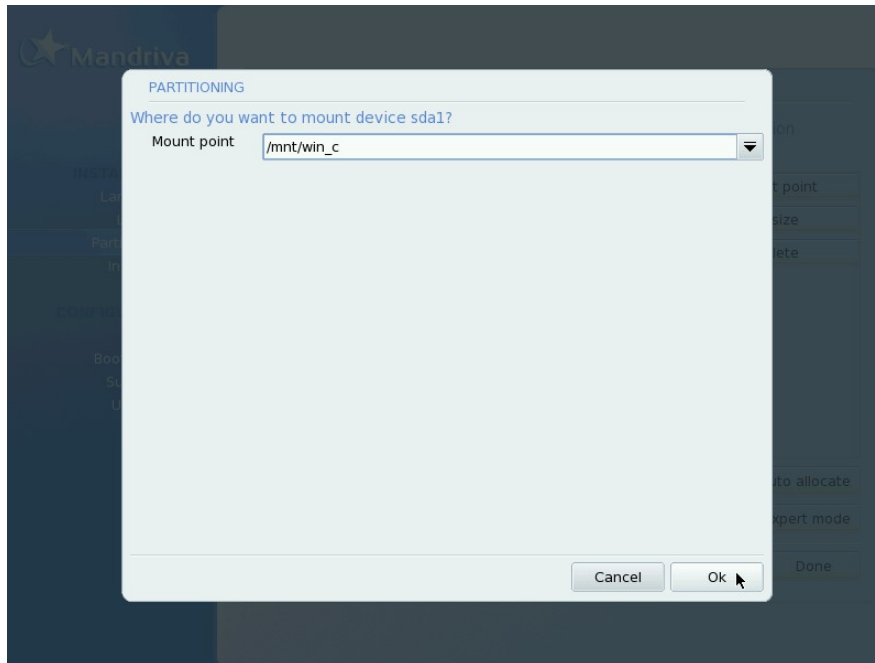 Mandriva
PARTITIONING
Where do you want to mount device sda1?
Mount point
/mnt/win_c
t point
size
lete
uto allocate
xpert mode
Done
Cancel
Ok